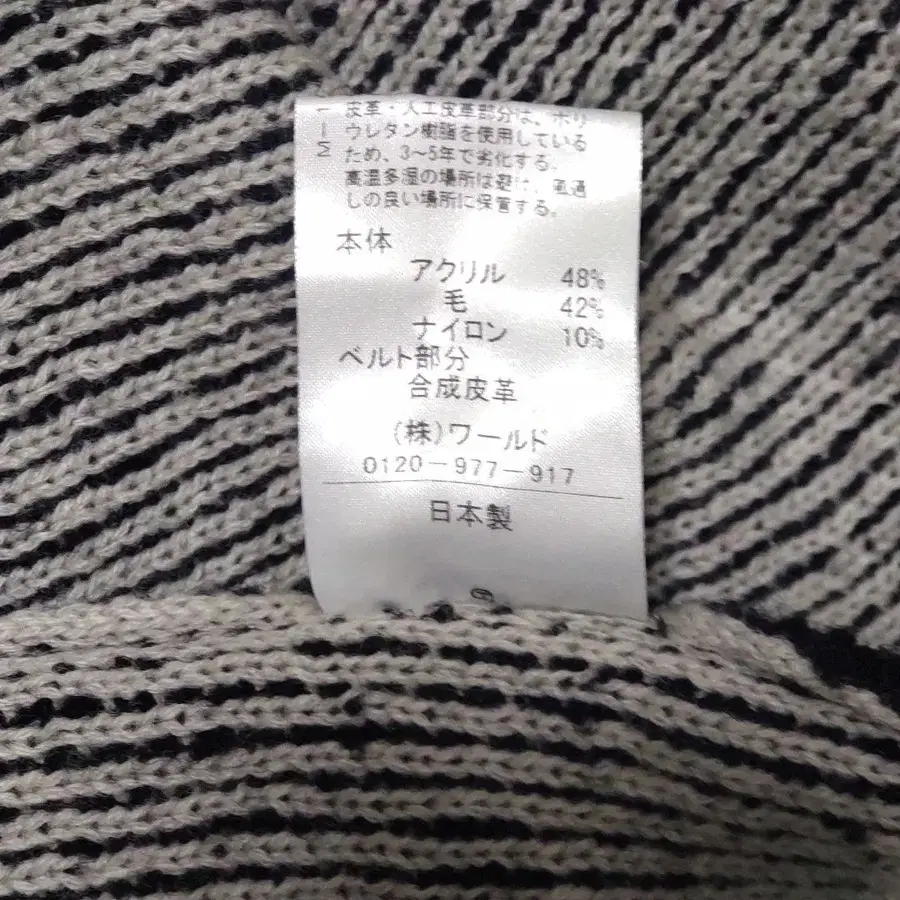 皮革・人工皮革部分は、ポリ
ウレタン樹脂を使用している
ため、3〜5年で劣化する。
高温多湿の場所は避け、風通
しの良い場所に保管する。
本体
アクリル 48%
毛 42%
ナイロン 10%
ベルト部分
合成皮革
(株)ワールド
0120-977-917
日本製